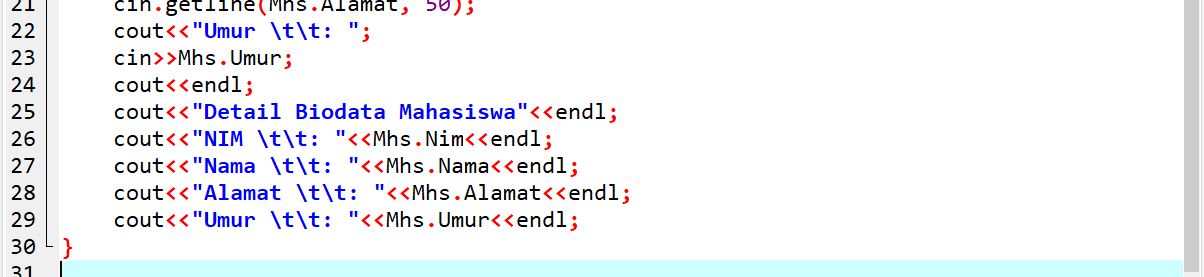 21 cin.getline(Mhs.Alamat, 50);
22 cout<<"Umur \t\t: ";
23 cin>>Mhs.Umur;
24 cout<<endl;
25 cout<<"Detail Biodata Mahasiswa"<<endl;
26 cout<<"NIM \t\t: "<<Mhs.Nim<<endl;
27 cout<<"Nama \t\t: "<<Mhs.Nama<<endl;
28 cout<<"Alamat \t\t: "<<Mhs.Alamat<<endl;
29 cout<<"Umur \t\t: "<<Mhs.Umur<<endl;
30 }
31